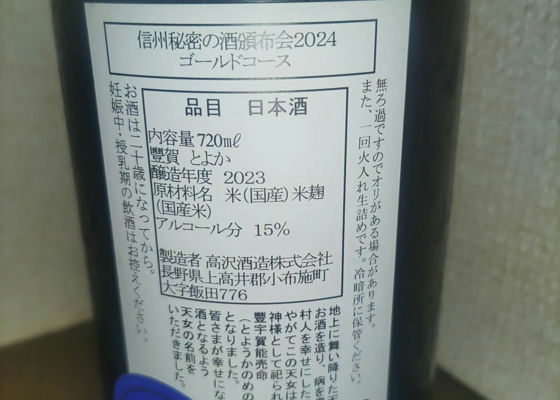 信州秘密の酒頒布会2024
ゴールドコース
無ろ過ですのでオリがある場合があります。
また、一回火入れ生詰めです。冷暗所に保管ください。
品目　日本酒
内容量720mℓ
豊賀　とよか
醸造年度　2023
原材料名　米(国産)米麹
(国産米)
アルコール分　15%
製造者　高沢酒造株式会社
長野県上高井郡小布施町
大字飯田776
お酒は二十歳になってから。
妊娠中・授乳期の飲酒はお控えください。
地上に舞い降りた天
お酒を造り、病を
村人を幸せにした
やがてこの天女は
神様として祀られ
豊宇賀能売命
(とようかのめの
となりました。
皆さまが幸せにな
酒となるよう
天女の名前を
いただきました。